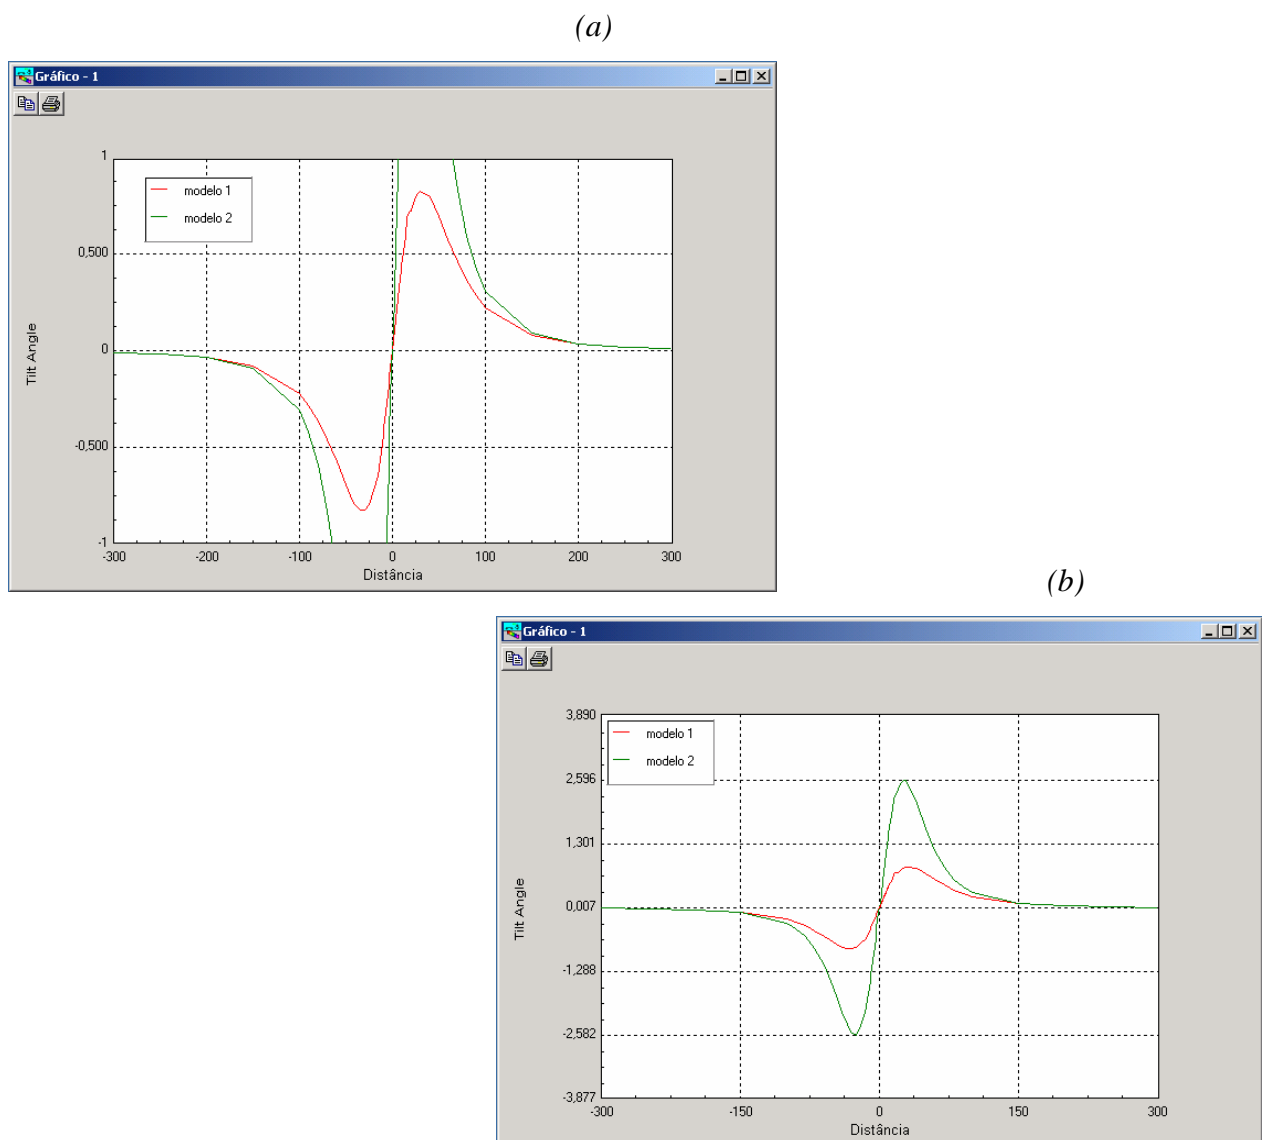 (a)
Gráfico - 1
1
modelo 1
modelo 2
0,500
0
-0,500
-1
Tilt Angle
-300 -200 -100 0 100 200 300
Distância
(b)
Gráfico - 1
3,890
modelo 1
modelo 2
2,596
1,301
0,007
-1,288
-2,582
-3,877
Tilt Angle
-300 -150 0 150 300
Distância